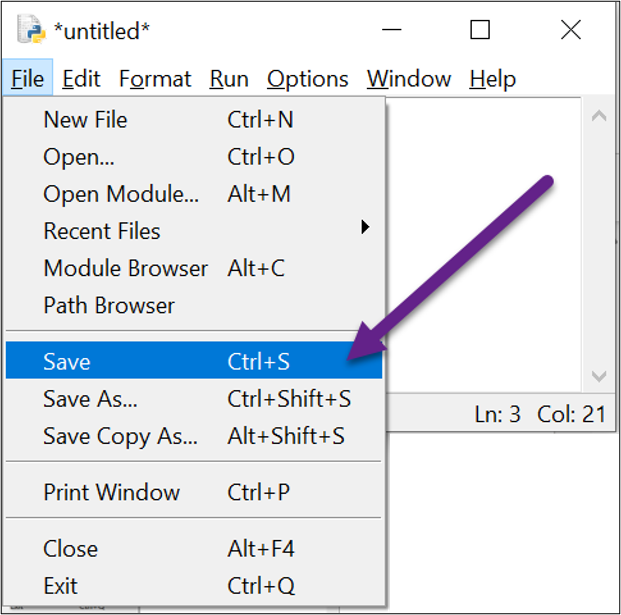 *untitled*
File Edit Format Run Options Window Help
New File Ctrl+N
Open... Ctrl+O
Open Module... Alt+M
Recent Files
Module Browser Alt+C
Path Browser
Save Ctrl+S
Save As... Ctrl+Shift+S
Save Copy As... Alt+Shift+S
Ln: 3 Col: 21
Print Window Ctrl+P
Close Alt+F4
Exit Ctrl+Q